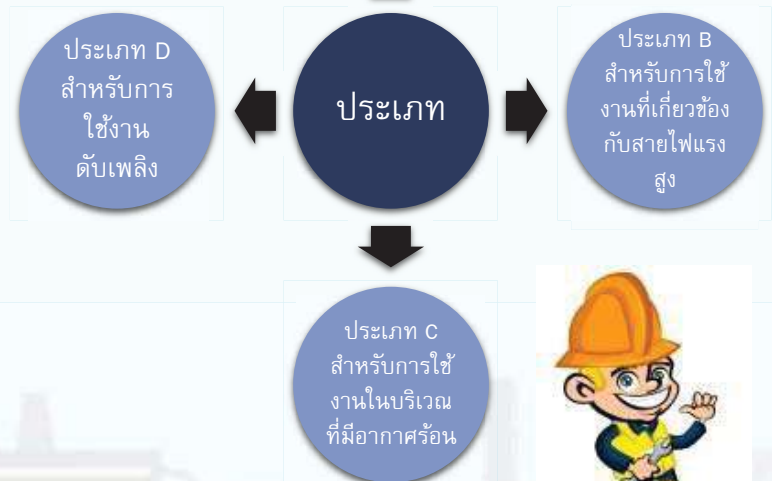 ประเภท D
สำหรับการ
ใช้งาน
ดับเพลิง
ประเภท
ประเภท B
สำหรับการใช้
งานที่เกี่ยวข้อง
กับสายไฟแรง
สูง
ประเภท C
สำหรับการใช้
งานในบริเวณ
ที่มีอากาศร้อน